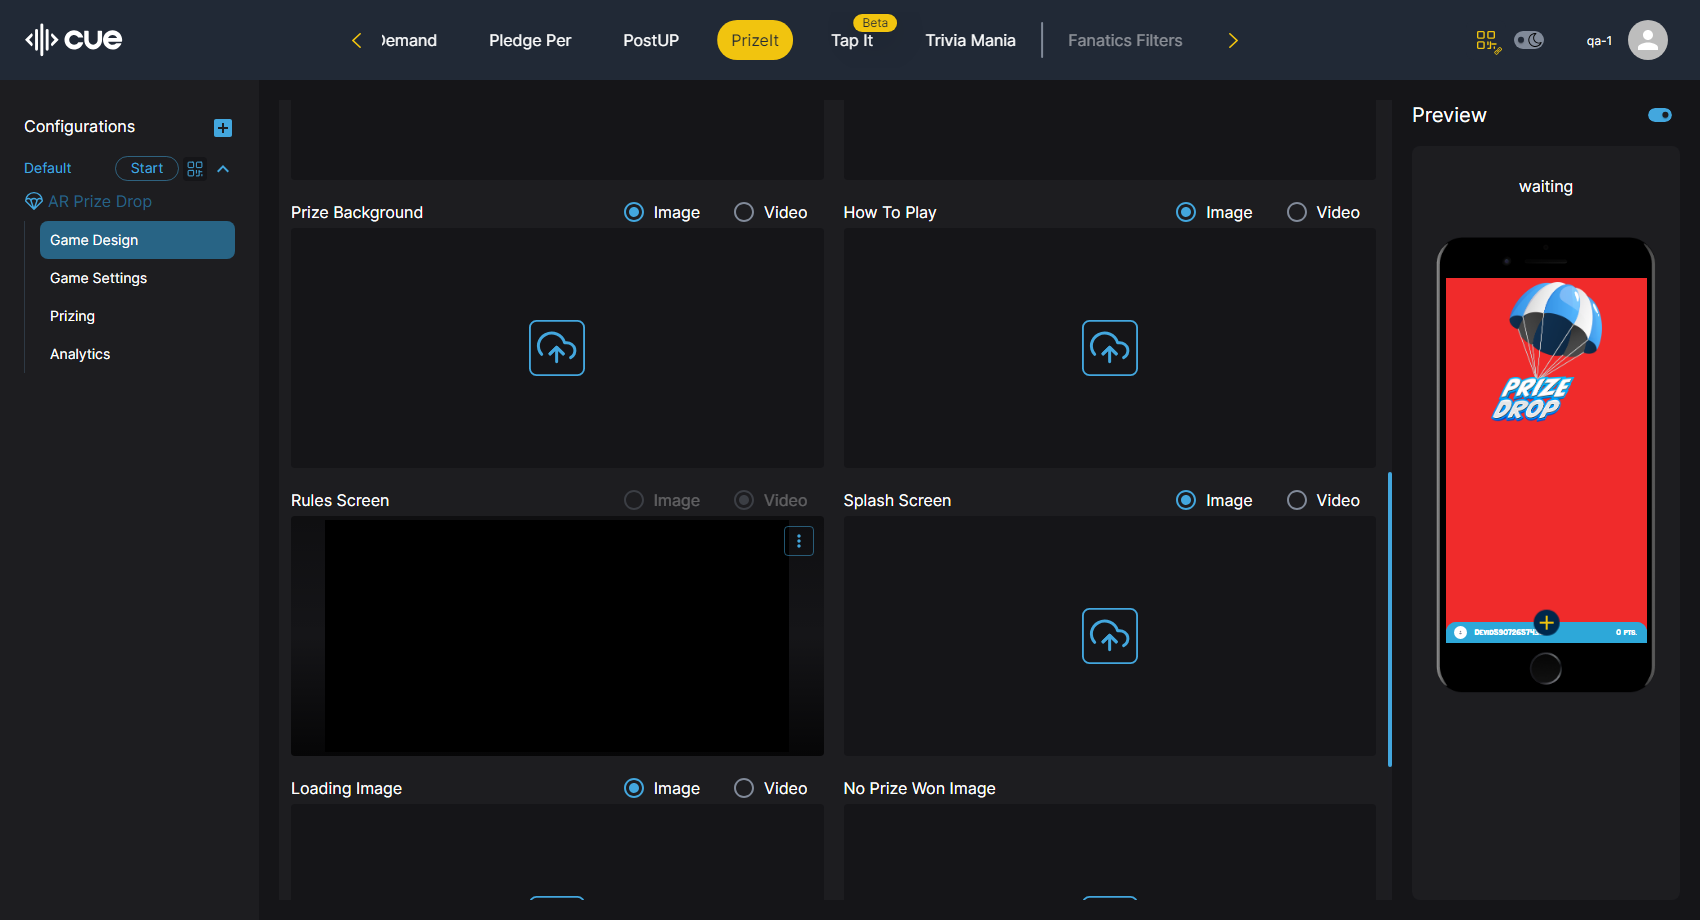 cue
Demand
Pledge Per
PostUP
PrizeIt
Beta
Tap It
Trivia Mania
Fanatics Filters
qa-1
Configurations
Default
Start
AR Prize Drop
Game Design
Game Settings
Prizing
Analytics
Prize Background
Image
Video
How To Play
Image
Video
Rules Screen
Image
Video
Splash Screen
Image
Video
Loading Image
Image
Video
No Prize Won Image
Preview
waiting
PRIZE
DROP
0 PTS.